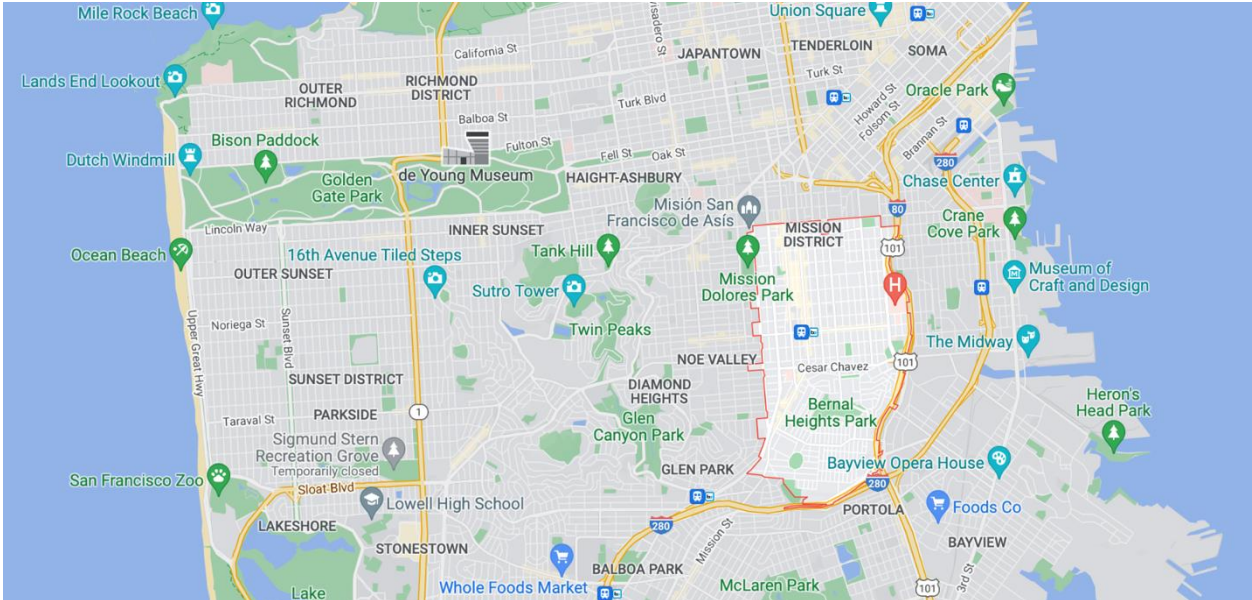 Mile Rock Beach
Union Square
California St
JAPANTOWN
TENDERLOIN
SOMA
Lands End Lookout
OUTER
RICHMOND
RICHMOND
DISTRICT
Turk St
Turk Blvd
Howard St
Folsom St
Oracle Park
Balboa St
Bison Paddock
Fulton St
Fell St
Oak St
Brannan St
Dutch Windmill
Golden
Gate Park
de Young Museum
HAIGHT-ASHBURY
280
Chase Center
Misión San
Francisco de Asís
80
Crane
Cove Park
Lincoln Way
INNER SUNSET
MISSION
DISTRICT
101
Ocean Beach
16th Avenue Tiled Steps
Tank Hill
OUTER SUNSET
Sutro Tower
Mission
Dolores Park
H
Museum of
Craft and Design
Upper Great Hwy
Noriega St
Sunset Blvd
Twin Peaks
The Midway
NOE VALLEY
Cesar Chavez
101
SUNSET DISTRICT
DIAMOND
HEIGHTS
Heron's
Head Park
PARKSIDE
1
Taraval St
Glen
Canyon Park
Bernal
Heights Park
Sigmund Stern
Recreation Grove
Temporarily closed
San Francisco Zoo
GLEN PARK
Bayview Opera House
Sloat Blvd
Lowell High School
280
PORTOLA
Foods Co
LAKESHORE
280
Mission St
STONESTOWN
BAYVIEW
BALBOA PARK
Whole Foods Market
McLaren Park
101
3rd St
Lake